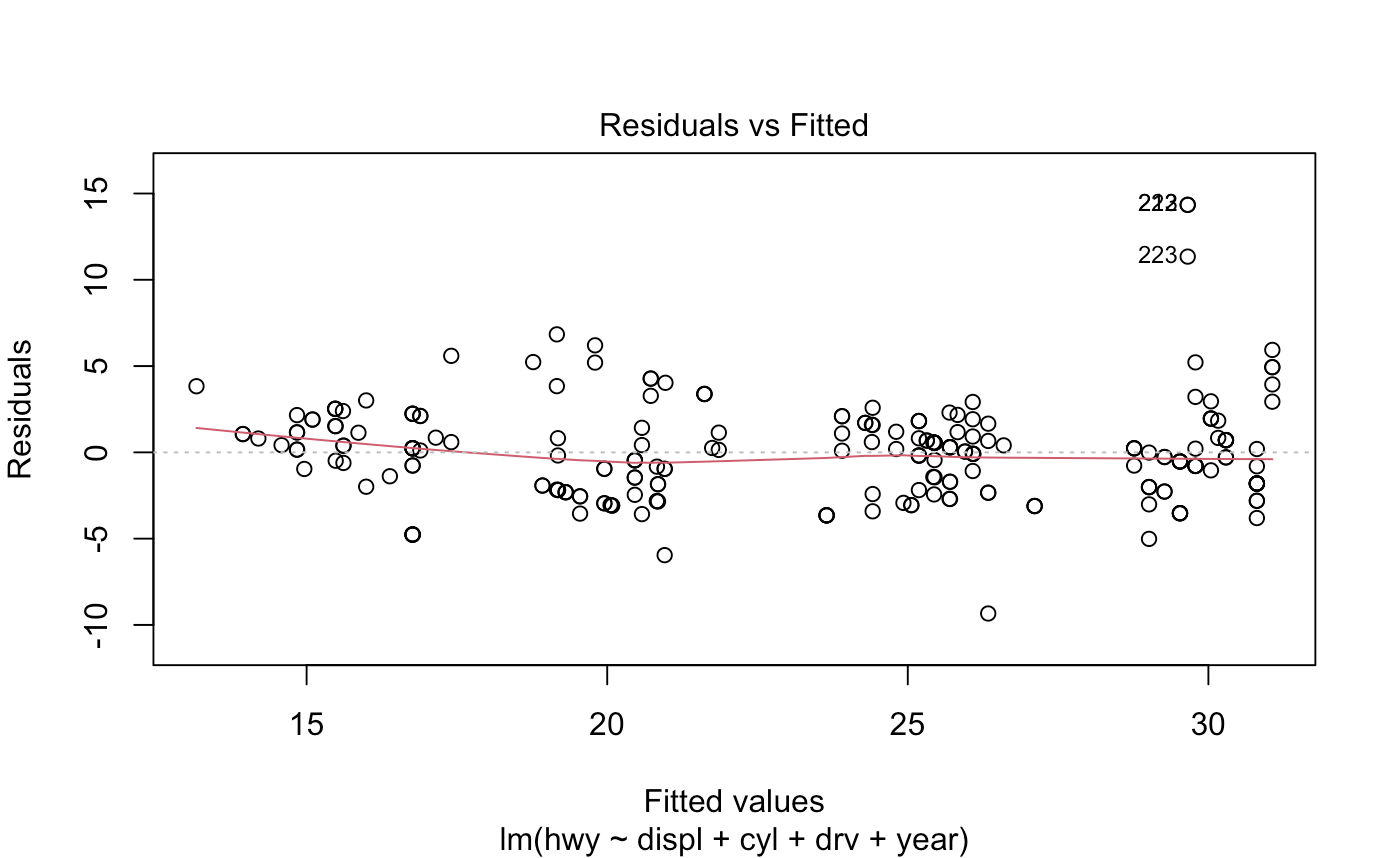 Residuals vs Fitted
Residuals
15
10
5
0
-5
-10
223
15
20
25
30
Fitted values
lm(hwy ~ displ + cyl + drv + year)